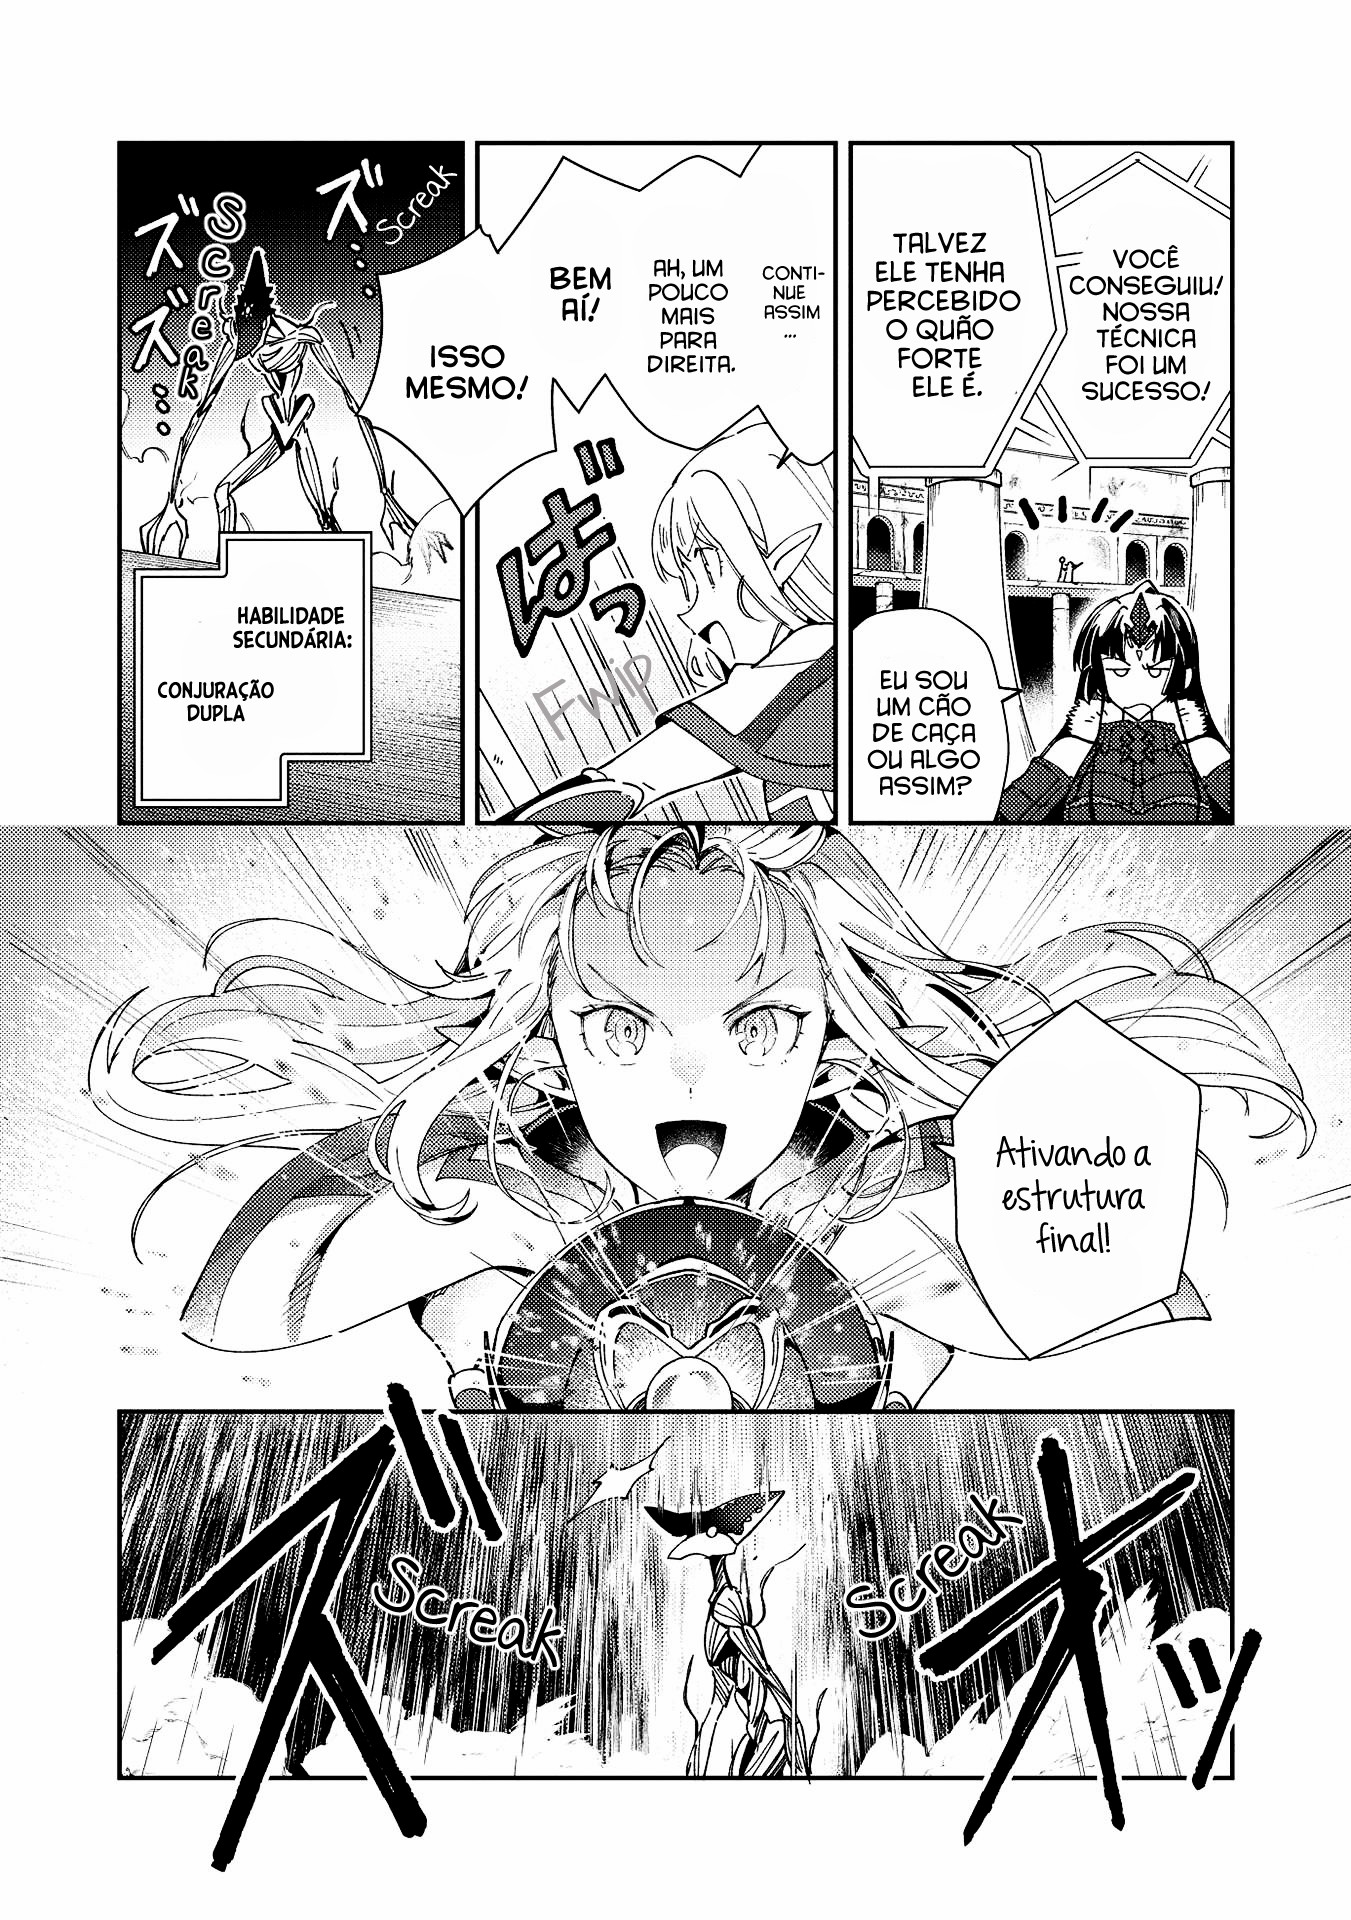 VOCÊ
CONSEGUIU!
NOSSA
TÉCNICA
FOI UM
SUCESSO!
TALVEZ
ELE TENHA
PERCEBIDO
O QUÃO
FORTE
ELE É.
EU SOU
UM CÃO
DE CAÇA
OU ALGO
ASSIM?
CONTI-
NUE
ASSIM
...
AH, UM
POUCO
MAIS
PARA
DIREITA.
BEM
AÍ!
ISSO
MESMO!
ばっ
Fwip
ズ...
Screak
ズズ...
Screak
HABILIDADE
SECUNDÁRIA:
CONJURAÇÃO
DUPLA
Ativando a
estrutura
final!
ズオッ
Screak
Screak